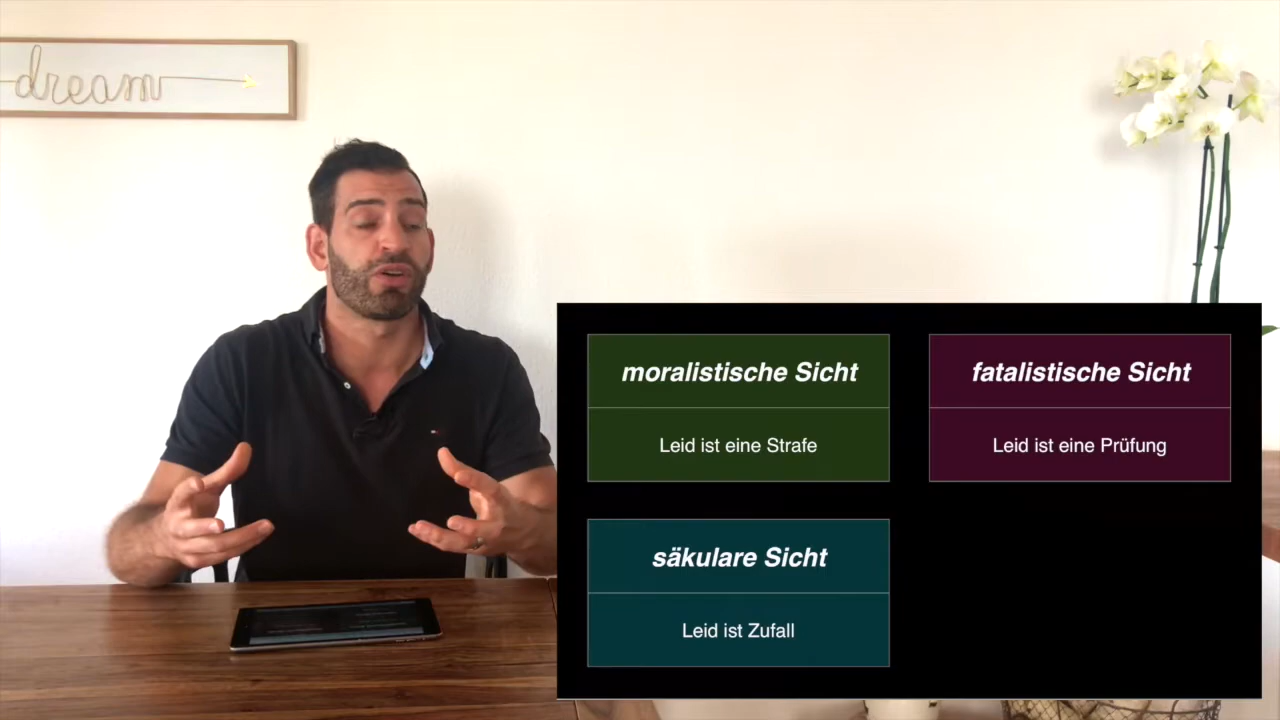 dream
moralistische Sicht
Leid ist eine Strafe
fatalistische Sicht
Leid ist eine Prüfung
säkulare Sicht
Leid ist Zufall